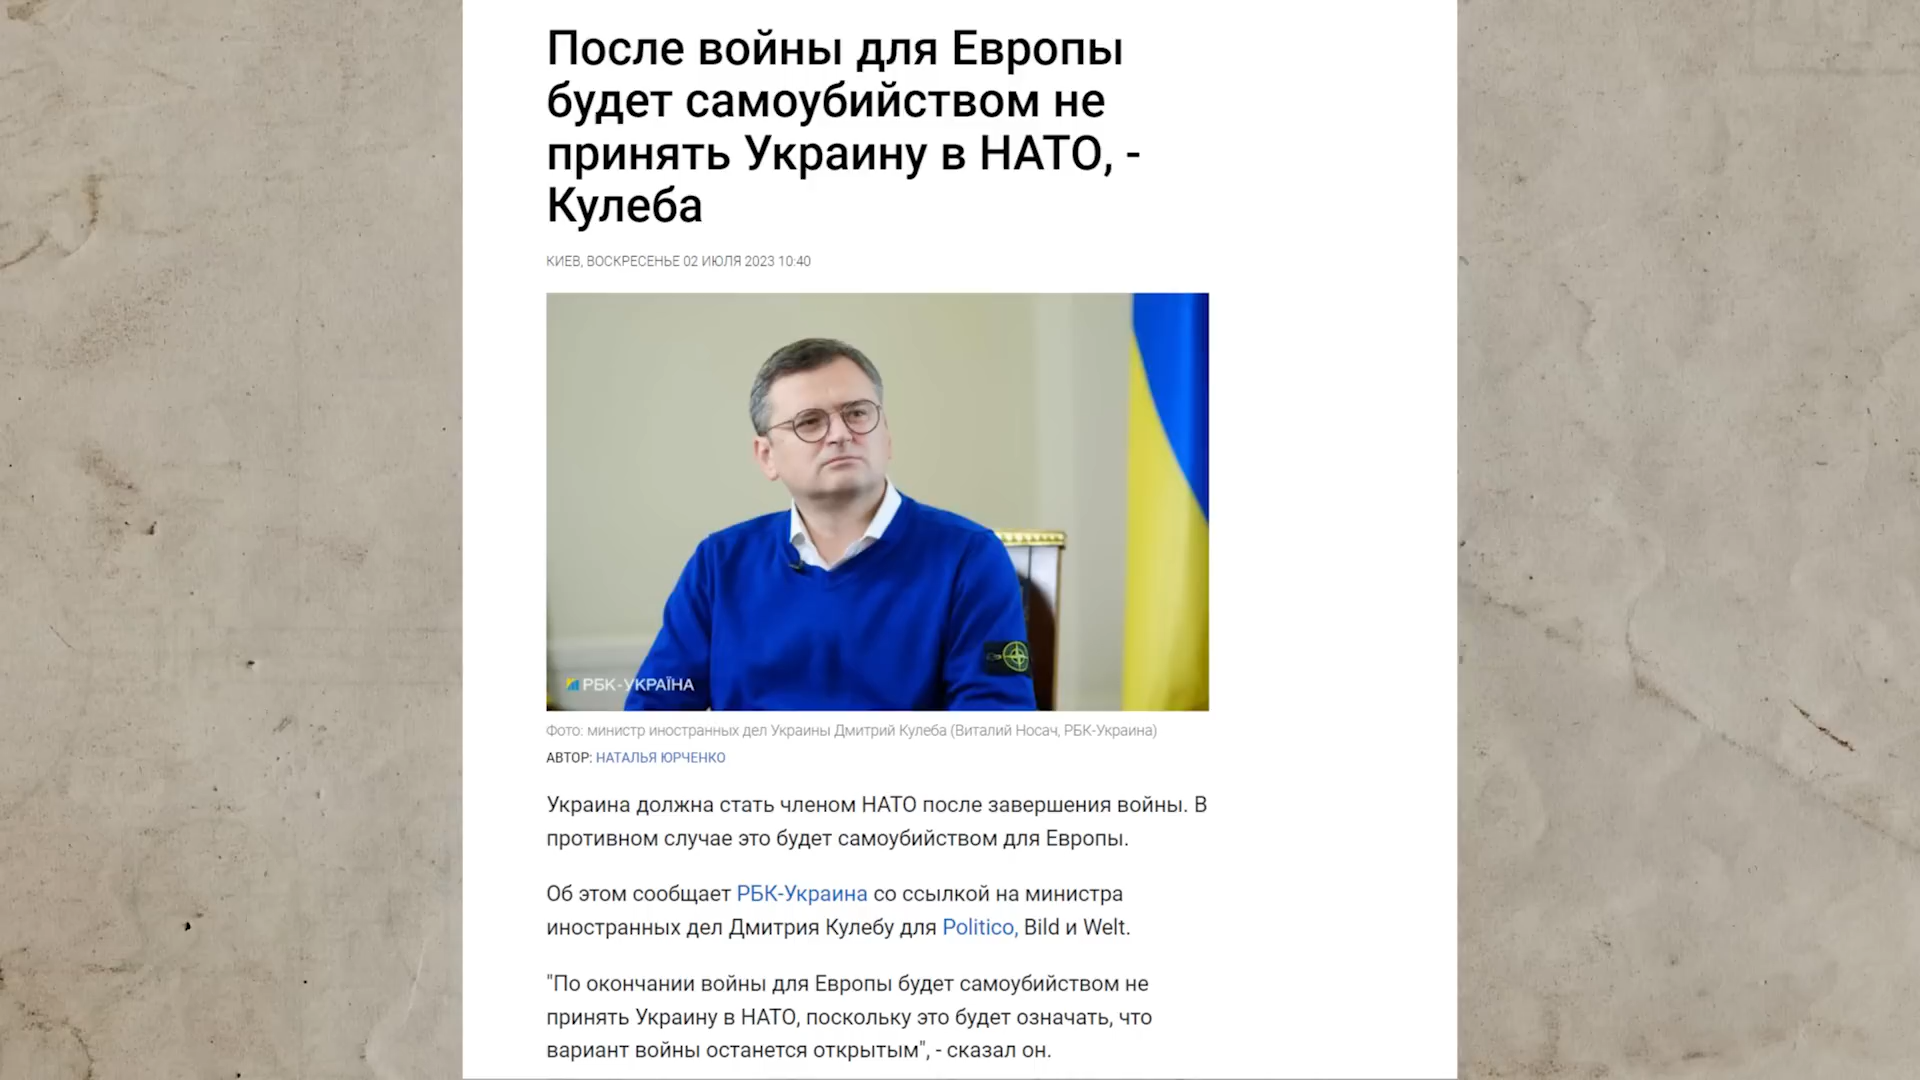 После войны для Европы
будет самоубийством не
принять Украину в НАТО, -
Кулеба
КИЕВ, ВОСКРЕСЕНЬЕ 02 ИЮЛЯ 2023 10:40
РБК-УКРАЇНА
Фото: министр иностранных дел Украины Дмитрий Кулеба (Виталий Носач, РБК-Украина)
АВТОР: НАТАЛЬЯ ЮРЧЕНКО
Украина должна стать членом НАТО после завершения войны. В
противном случае это будет самоубийством для Европы.
Об этом сообщает РБК-Украина со ссылкой на министра
иностранных дел Дмитрия Кулебу для Politico, Bild и Welt.
"По окончании войны для Европы будет самоубийством не
принять Украину в НАТО, поскольку это будет означать, что
вариант войны останется открытым", - сказал он.